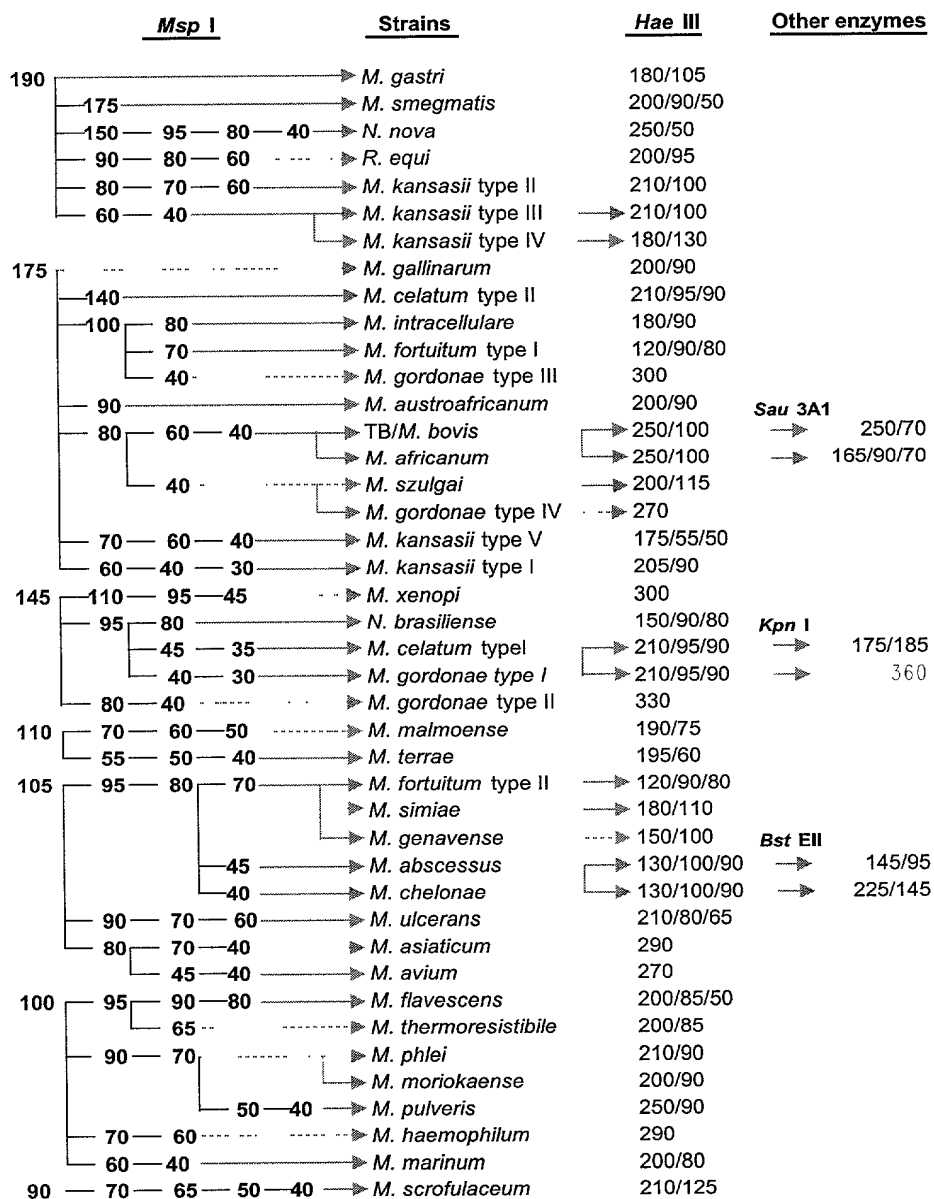 Msp I Strains Hae III Other enzymes
190 M. gastri 180/105
175 M. smegmatis 200/90/50
150 95 80 40 N. nova 250/50
90 80 60 R. equi 200/95
80 70 60 M. kansasii type II 210/100
60 40 M. kansasii type III 210/100
M. kansasii type IV 180/130
175 M. gallinarum 200/90
140 M. celatum type II 210/95/90
100 80 M. intracellulare 180/90
70 M. fortuitum type I 120/90/80
40 M. gordonae type III 300
90 M. austroafricanum 200/90
Sau 3A1
80 60 40 TB/M. bovis 250/100 250/70
M. africanum 250/100 165/90/70
40 M. szulgai 200/115
M. gordonae type IV 270
70 60 40 M. kansasii type V 175/55/50
60 40 30 M. kansasii type I 205/90
145 110 95 45 M. xenopi 300
95 80 N. brasiliense 150/90/80 Kpn I
45 35 M. celatum typeI 210/95/90 175/185
40 30 M. gordonae type I 210/95/90 360
80 40 M. gordonae type II 330
110 70 60 50 M. malmoense 190/75
55 50 40 M. terrae 195/60
105 95 80 70 M. fortuitum type II 120/90/80
M. simiae 180/110
M. genavense 150/100 Bst EII
45 M. abscessus 130/100/90 145/95
40 M. chelonae 130/100/90 225/145
90 70 60 M. ulcerans 210/80/65
80 70 40 M. asiaticum 290
45 40 M. avium 270
100 95 90 80 M. flavescens 200/85/50
65 M. thermoresistibile 200/85
90 70 M. phlei 210/90
M. moriokaense 200/90
50 40 M. pulveris 250/90
70 60 M. haemophilum 290
60 40 M. marinum 200/80
90 70 65 50 40 M. scrofulaceum 210/125